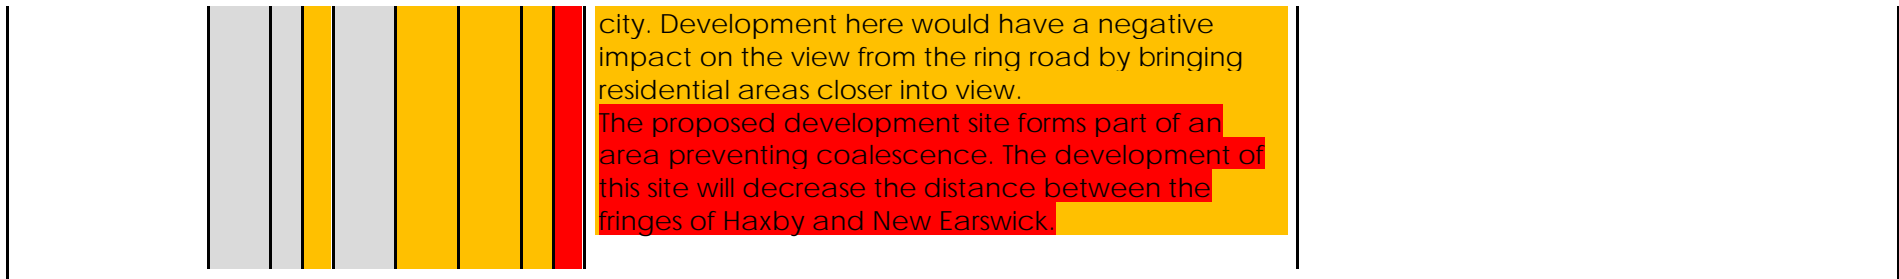 city. Development here would have a negative
impact on the view from the ring road by bringing
residential areas closer into view.
The proposed development site forms part of an
area preventing coalescence. The development of
this site will decrease the distance between the
fringes of Haxby and New Earswick.